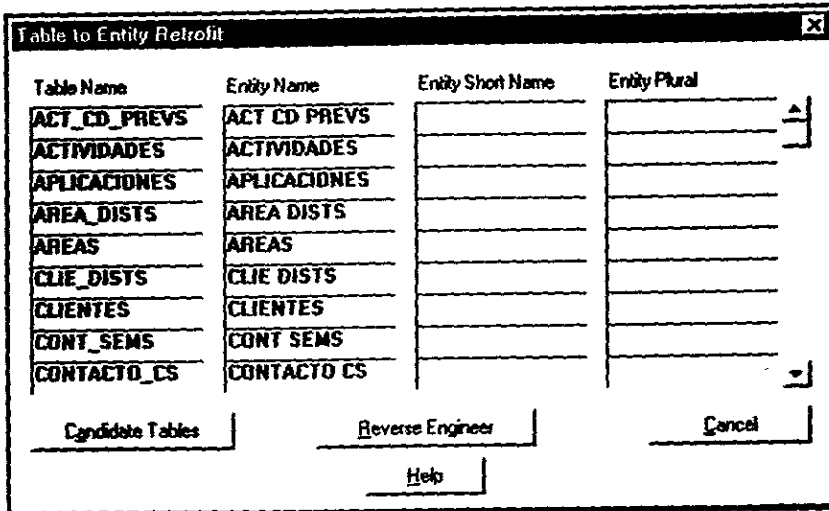 Table to Entity Retrofit
Table Name Entity Name Entity Short Name Entity Plural
ACT_CD_PREVS ACT CD PREVS
ACTIVIDADES ACTIVIDADES
APLICACIONES APLICACIONES
AREA_DISTS AREA DISTS
AREAS AREAS
CLIE_DISTS CLIE DISTS
CLIENTES CLIENTES
CONT_SEMS CONT SEMS
CONTACTO_CS CONTACTO CS
Candidate Tables Reverse Engineer Cancel
Help